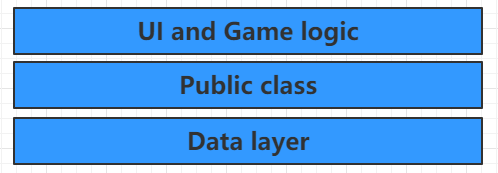 UI and Game logic
Public class
Data layer